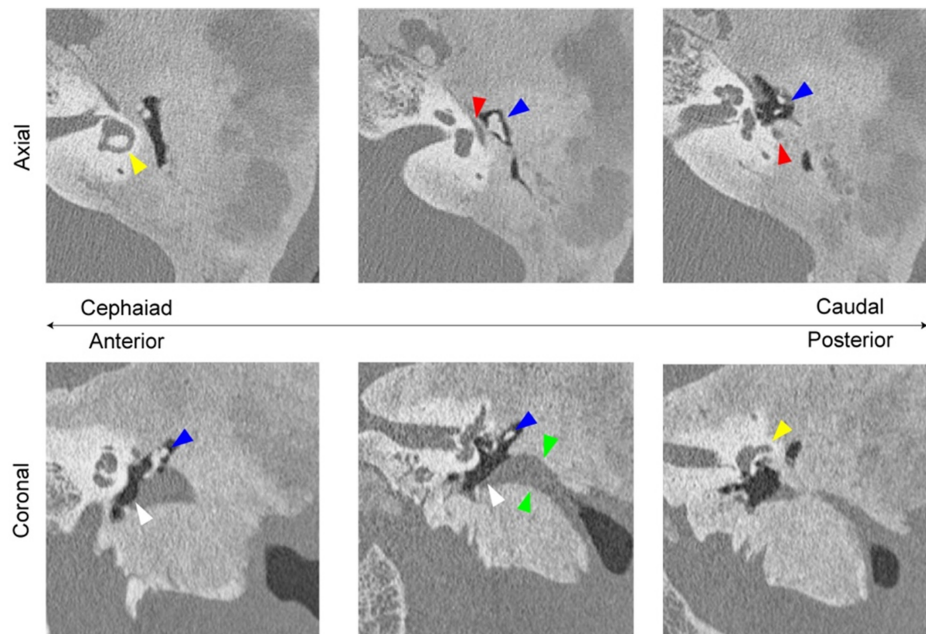 Axial
Cephaiad
Caudal
Anterior
Posterior
Coronal